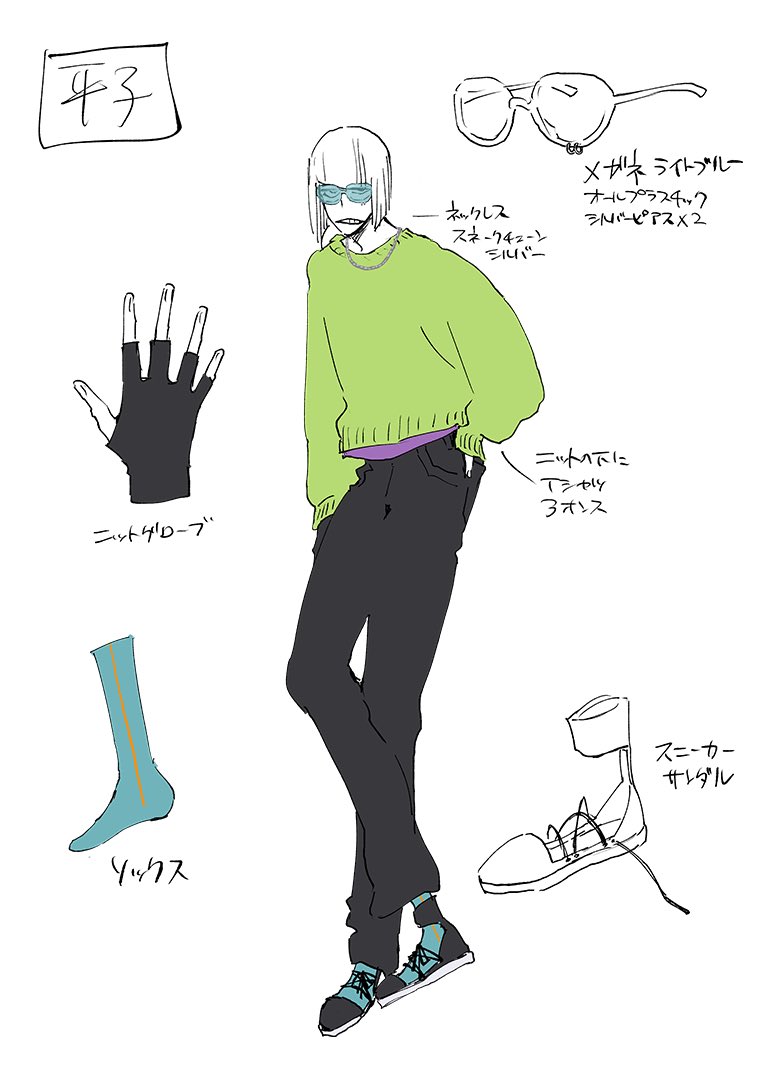 平子
メガネ ライトブルー
オールプラスチック
シルバーピアス×2
ネックレス
スネークチェーン
シルバー
ニットの下に
Tシャツ
3オンス
ニットグローブ
スニーカー
サンダル
ソックス